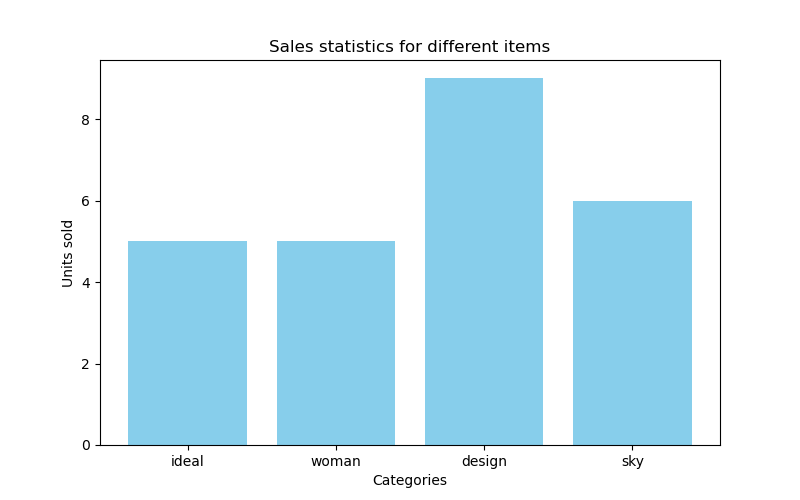 Sales statistics for different items
Units sold
8
6
4
2
0
ideal woman design sky
Categories